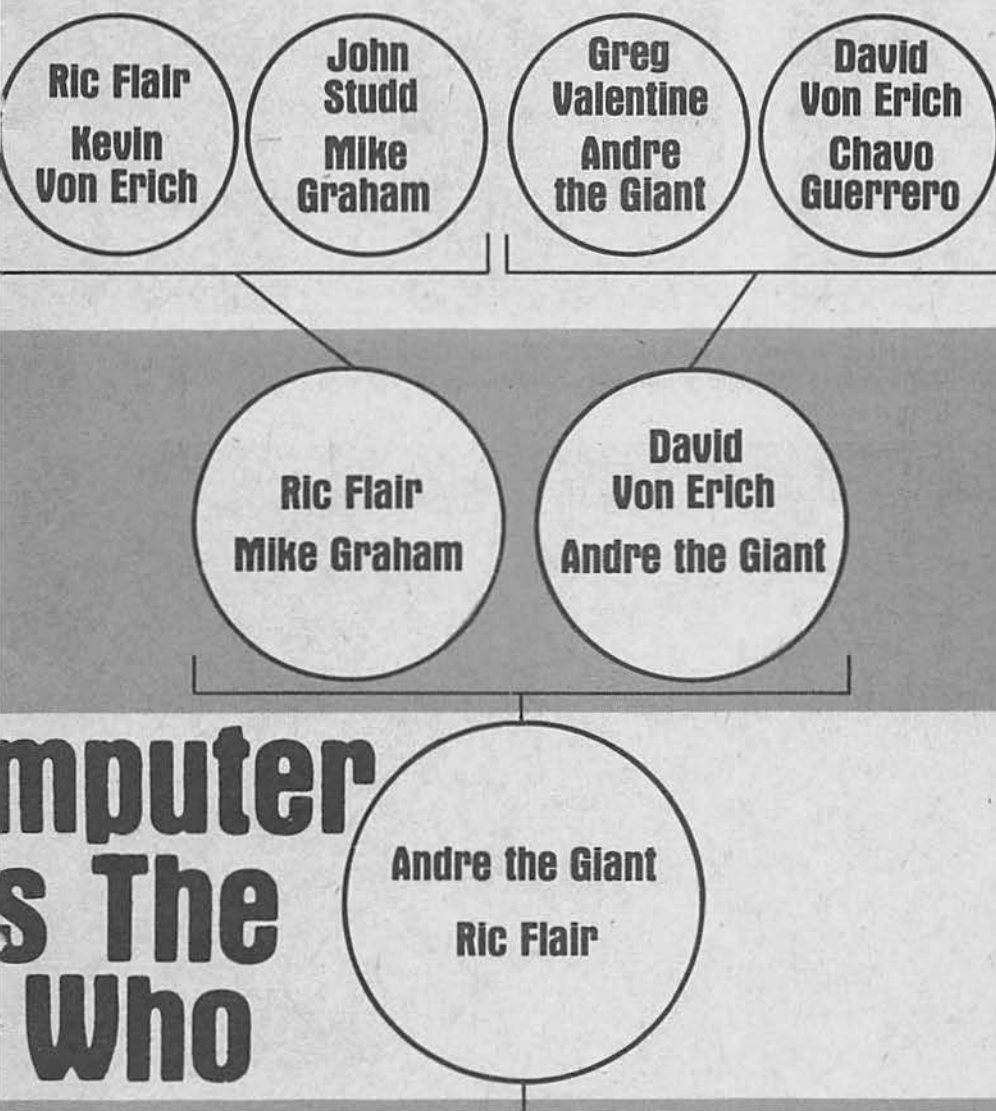 Ric Flair
Kevin
Von Erich
John
Studd
Mike
Graham
Greg
Valentine
Andre
the Giant
David
Von Erich
Chavo
Guerrero
Ric Flair
Mike Graham
David
Von Erich
Andre the Giant
mputer
s The
Who
Andre the Giant
Ric Flair